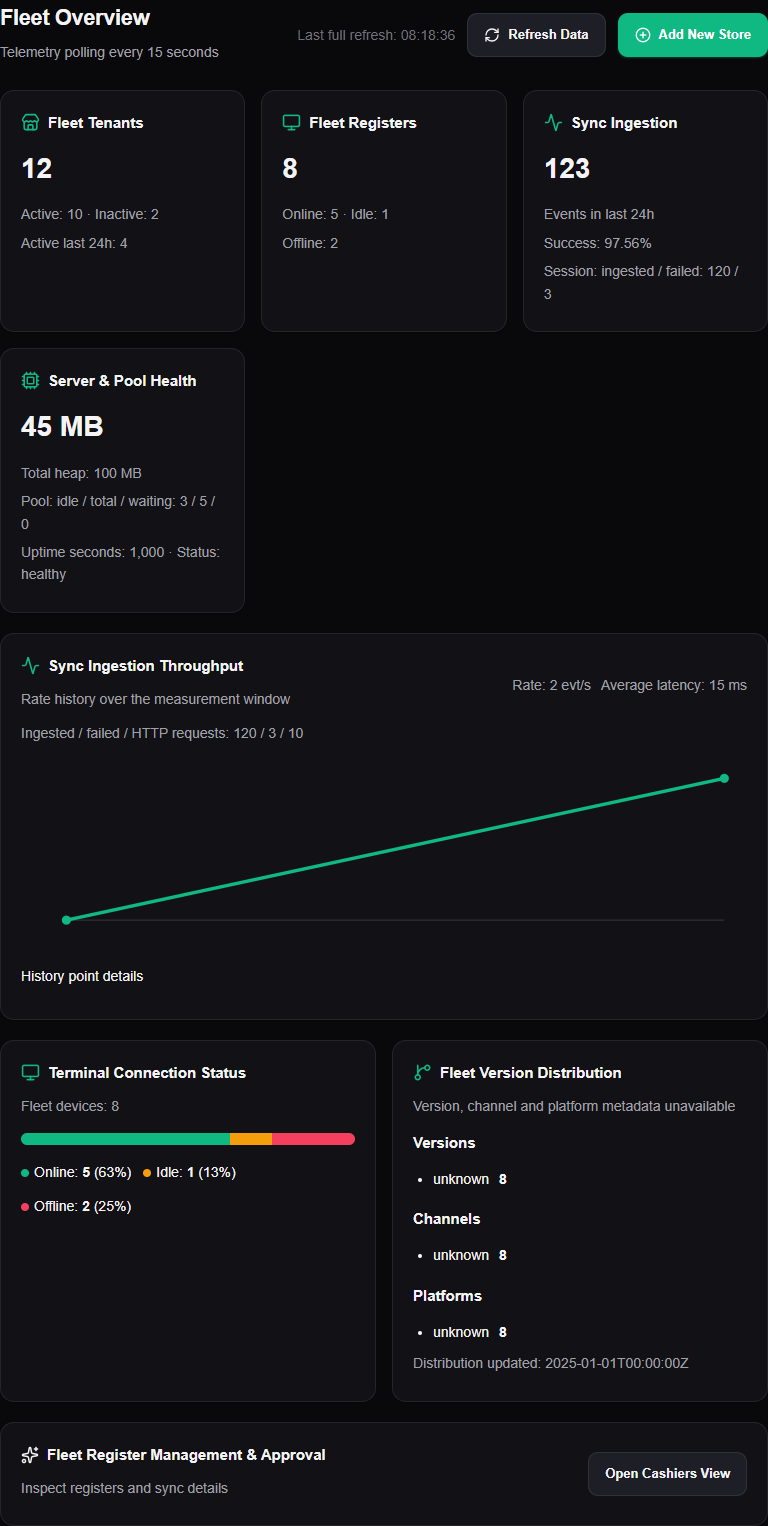 Fleet Overview
Telemetry polling every 15 seconds
Last full refresh: 08:18:36
Refresh Data
Add New Store
Fleet Tenants
12
Active: 10 · Inactive: 2
Active last 24h: 4
Fleet Registers
8
Online: 5 · Idle: 1
Offline: 2
Sync Ingestion
123
Events in last 24h
Success: 97.56%
Session: ingested / failed: 120 /
3
Server & Pool Health
45 MB
Total heap: 100 MB
Pool: idle / total / waiting: 3 / 5 /
0
Uptime seconds: 1,000 · Status:
healthy
Sync Ingestion Throughput
Rate history over the measurement window
Rate: 2 evt/s Average latency: 15 ms
Ingested / failed / HTTP requests: 120 / 3 / 10
History point details
Terminal Connection Status
Fleet devices: 8
Online: 5 (63%) Idle: 1 (13%)
Offline: 2 (25%)
Fleet Version Distribution
Version, channel and platform metadata unavailable
Versions
• unknown 8
Channels
• unknown 8
Platforms
• unknown 8
Distribution updated: 2025-01-01T00:00:00Z
Fleet Register Management & Approval
Inspect registers and sync details
Open Cashiers View